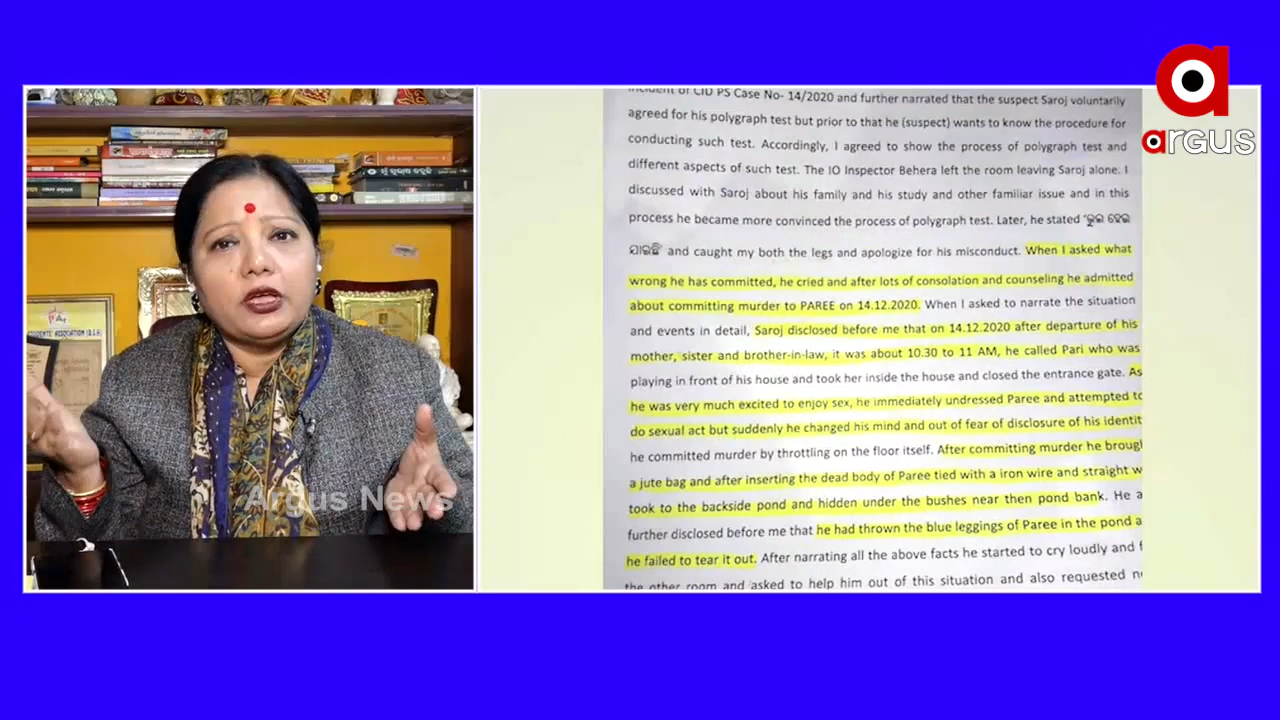 argus
incident of CID PS Case No- 14/2020 and further narrated that the suspect Saroj voluntarily
agreed for his polygraph test but prior to that he (suspect) wants to know the procedure for
conducting such test. Accordingly, I agreed to show the process of polygraph test and
different aspects of such test. The IO Inspector Behera left the room leaving Saroj alone. I
discussed with Saroj about his family and his study and other familiar issue and in this
process he became more convinced the process of polygraph test. Later, he stated 'ଭୁଲ ହେଇ
ଯାଇଛି' and caught my both the legs and apologize for his misconduct. When I asked what
wrong he has committed, he cried and after lots of consolation and counseling he admitted
about committing murder to PAREE on 14.12.2020. When I asked to narrate the situation
and events in detail, Saroj disclosed before me that on 14.12.2020 after departure of his
mother, sister and brother-in-law, it was about 10.30 to 11 AM, he called Pari who was
playing in front of his house and took her inside the house and closed the entrance gate. As
he was very much excited to enjoy sex, he immediately undressed Paree and attempted to
do sexual act but suddenly he changed his mind and out of fear of disclosure of his identit
he committed murder by throttling on the floor itself. After committing murder he brough
a jute bag and after inserting the dead body of Paree tied with a iron wire and straight w
took to the backside pond and hidden under the bushes near then pond bank. He a
further disclosed before me that he had thrown the blue leggings of Paree in the pond a
he failed to tear it out. After narrating all the above facts he started to cry loudly and f
the other room and asked to help him out of this situation and also requested n
Argus News